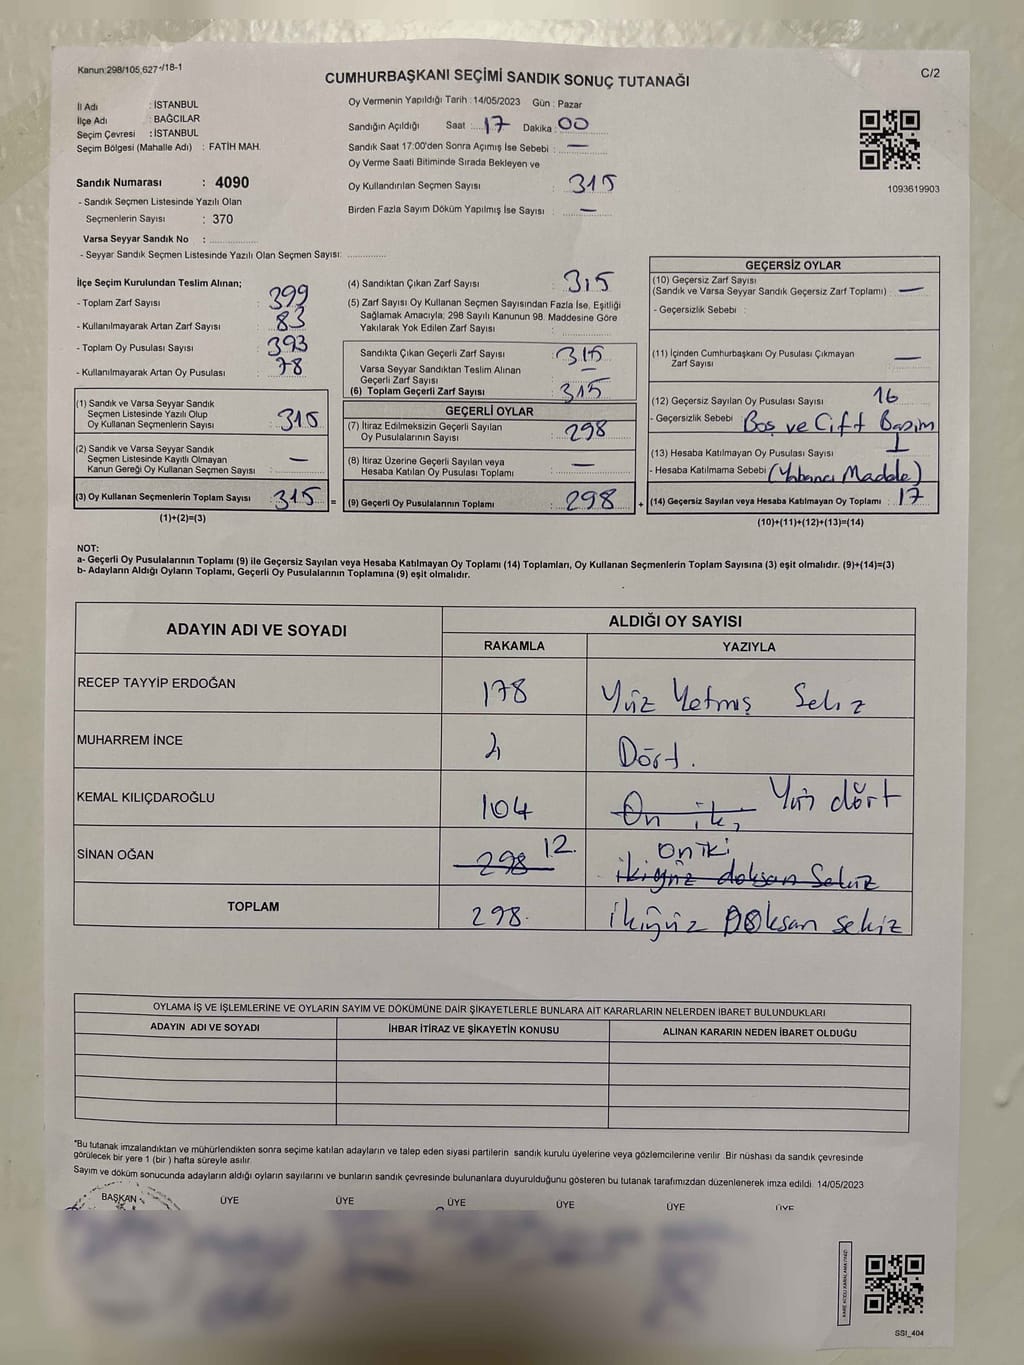 Kanun:298/105,627/18-1
CUMHURBAŞKANI SEÇİMİ SANDIK SONUÇ TUTANAĞI
C/2
İl Adı : İSTANBUL
İlçe Adı : BAĞCILAR
Seçim Çevresi : İSTANBUL
Seçim Bölgesi (Mahalle Adı) : FATİH MAH.
Sandık Numarası : 4090
- Sandık Seçmen Listesinde Yazılı Olan
Seçmenlerin Sayısı : 370
Varsa Seyyar Sandık No :
- Seyyar Sandık Seçmen Listesinde Yazılı Olan Seçmen Sayısı:
Oy Vermenin Yapıldığı Tarih : 14/05/2023 Gün : Pazar
Sandığın Açıldığı Saat : 17 Dakika : 00
Sandık Saat 17:00'den Sonra Açımış İse Sebebi : —
Oy Verme Saati Bitiminde Sırada Bekleyen ve
Oy Kullandırılan Seçmen Sayısı : 315
Birden Fazla Sayım Döküm Yapılmış İse Sayısı : —
1093619903
İlçe Seçim Kurulundan Teslim Alınan;
- Toplam Zarf Sayısı : 399
- Kullanılmayarak Artan Zarf Sayısı : 83
- Toplam Oy Pusulası Sayısı : 393
- Kullanılmayarak Artan Oy Pusulası : 78
(1) Sandık ve Varsa Seyyar Sandık
Seçmen Listesinde Yazılı Olup
Oy Kullanan Seçmenlerin Sayısı : 315
(2) Sandık ve Varsa Seyyar Sandık
Seçmen Listesinde Kayıtlı Olmayan
Kanun Gereği Oy Kullanan Seçmen Sayısı : —
(3) Oy Kullanan Seçmenlerin Toplam Sayısı : 315
(1)+(2)=(3)
(4) Sandıktan Çıkan Zarf Sayısı : 315
(5) Zarf Sayısı Oy Kullanan Seçmen Sayısından Fazla İse, Eşitliği
Sağlamak Amacıyla; 298 Sayılı Kanunun 98. Maddesine Göre
Yakılarak Yok Edilen Zarf Sayısı :
Sandıkta Çıkan Geçerli Zarf Sayısı : 315
Varsa Seyyar Sandıktan Teslim Alınan
Geçerli Zarf Sayısı : —
(6) Toplam Geçerli Zarf Sayısı : 315
GEÇERLİ OYLAR
(7) İtiraz Edilmeksizin Geçerli Sayılan
Oy Pusulalarının Sayısı : 298
(8) İtiraz Üzerine Geçerli Sayılan veya
Hesaba Katılan Oy Pusulası Toplamı : —
= (9) Geçerli Oy Pusulalarının Toplamı : 298 +
GEÇERSİZ OYLAR
(10) Geçersiz Zarf Sayısı
(Sandık ve Varsa Seyyar Sandık Geçersiz Zarf Toplamı) : —
- Geçersizlik Sebebi :
(11) İçinden Cumhurbaşkanı Oy Pusulası Çıkmayan
Zarf Sayısı : —
(12) Geçersiz Sayılan Oy Pusulası Sayısı : 16
- Geçersizlik Sebebi : Boş ve Çift Basım
(13) Hesaba Katılmayan Oy Pusulası Sayısı : 1
- Hesaba Katılmama Sebebi : (Yabancı Madde)
(14) Geçersiz Sayılan veya Hesaba Katılmayan Oy Toplamı : 17
(10)+(11)+(12)+(13)=(14)
NOT:
a- Geçerli Oy Pusulalarının Toplamı (9) ile Geçersiz Sayılan veya Hesaba Katılmayan Oy Toplamı (14) Toplamları, Oy Kullanan Seçmenlerin Toplam Sayısına (3) eşit olmalıdır. (9)+(14)=(3)
b- Adayların Aldığı Oyların Toplamı, Geçerli Oy Pusulalarının Toplamına (9) eşit olmalıdır.
ADAYIN ADI VE SOYADI
ALDIĞI OY SAYISI
RAKAMLA YAZIYLA
RECEP TAYYİP ERDOĞAN 178 Yüz Yetmiş Sekiz
MUHARREM İNCE 4 Dört.
KEMAL KILIÇDAROĞLU 104 On iki Yüz dört
SİNAN OĞAN 298 12. On iki
ikiyüz doksan Sekiz
TOPLAM 298. ikiyüz Doksan sekiz
OYLAMA İŞ VE İŞLEMLERİNE VE OYLARIN SAYIM VE DÖKÜMÜNE DAİR ŞİKAYETLERLE BUNLARA AİT KARARLARIN NELERDEN İBARET BULUNDUKLARI
ADAYIN ADI VE SOYADI İHBAR İTİRAZ VE ŞİKAYETİN KONUSU ALINAN KARARIN NEDEN İBARET OLDUĞU
*Bu tutanak imzalandıktan ve mühürlendikten sonra seçime katılan adayların ve talep eden siyasi partilerin sandık kurulu üyelerine veya gözlemcilerine verilir. Bir nüshası da sandık çevresinde
görülecek bir yere 1 (bir) hafta süreyle asılır.
Sayım ve döküm sonucunda adayların aldığı oyların sayılarını ve bunların sandık çevresinde bulunanlara duyurulduğunu gösteren bu tutanak tarafımızdan düzenlenerek imza edildi. 14/05/2023
BAŞKAN ÜYE ÜYE ÜYE ÜYE ÜYE ÜYE
SSI_404